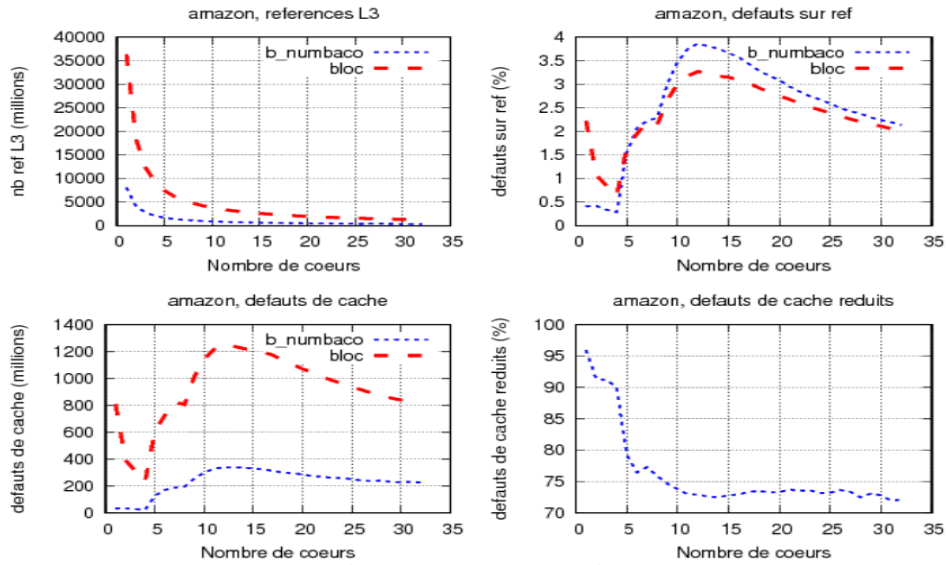 amazon, references L3
nb ref L3 (millions)
40000
35000
30000
25000
20000
15000
10000
5000
0
b_numbaco
bloc
0 5 10 15 20 25 30 35
Nombre de coeurs
amazon, defauts sur ref
defauts sur ref (%)
4
3.5
3
2.5
2
1.5
1
0.5
0
b_numbaco
bloc
0 5 10 15 20 25 30 35
Nombre de coeurs
amazon, defauts de cache
defauts de cache (millions)
1400
1200
1000
800
600
400
200
0
b_numbaco
bloc
0 5 10 15 20 25 30 35
Nombre de coeurs
amazon, defauts de cache reduits
defauts de cache reduits (%)
100
95
90
85
80
75
70
0 5 10 15 20 25 30 35
Nombre de coeurs